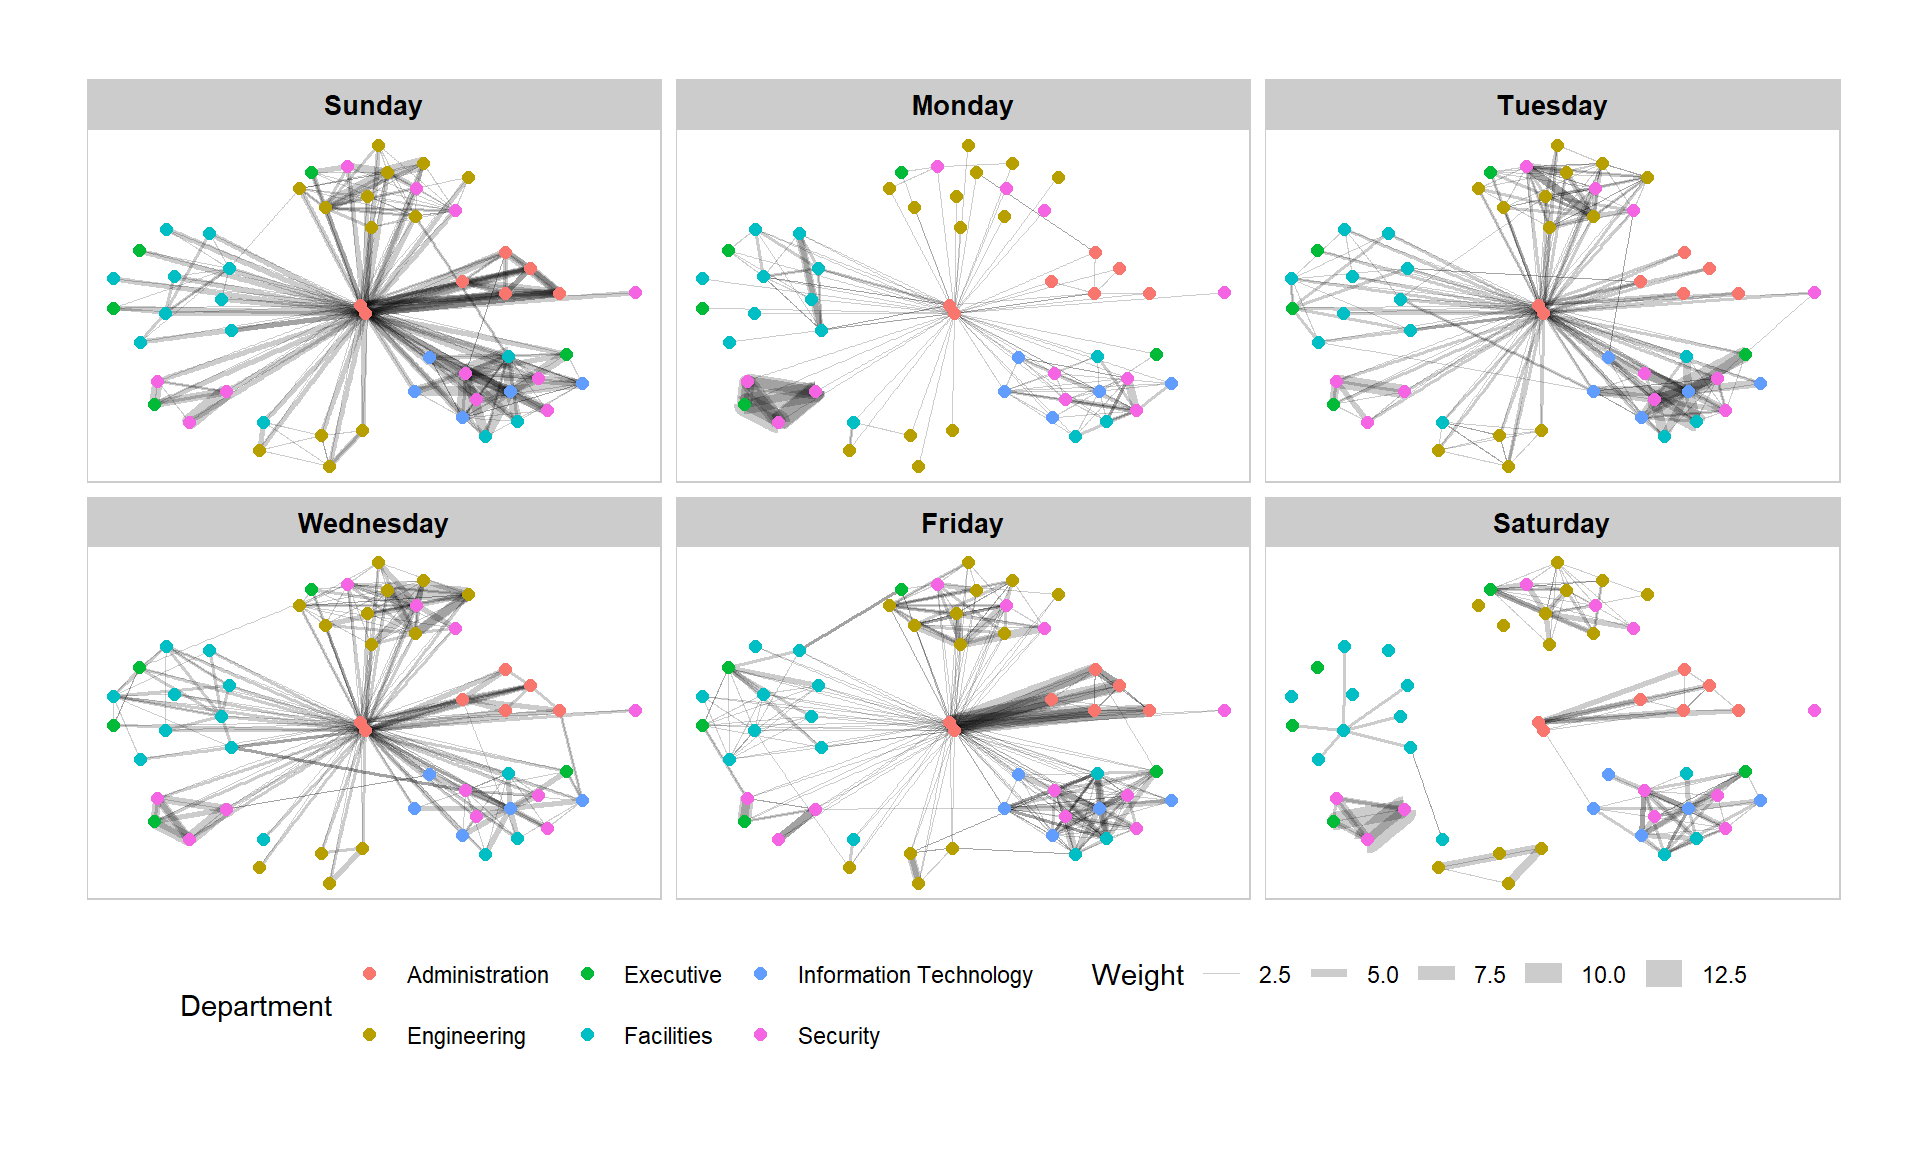 Sunday
Monday
Tuesday
Wednesday
Friday
Saturday
Department
Administration
Executive
Information Technology
Engineering
Facilities
Security
Weight
2.5
5.0
7.5
10.0
12.5